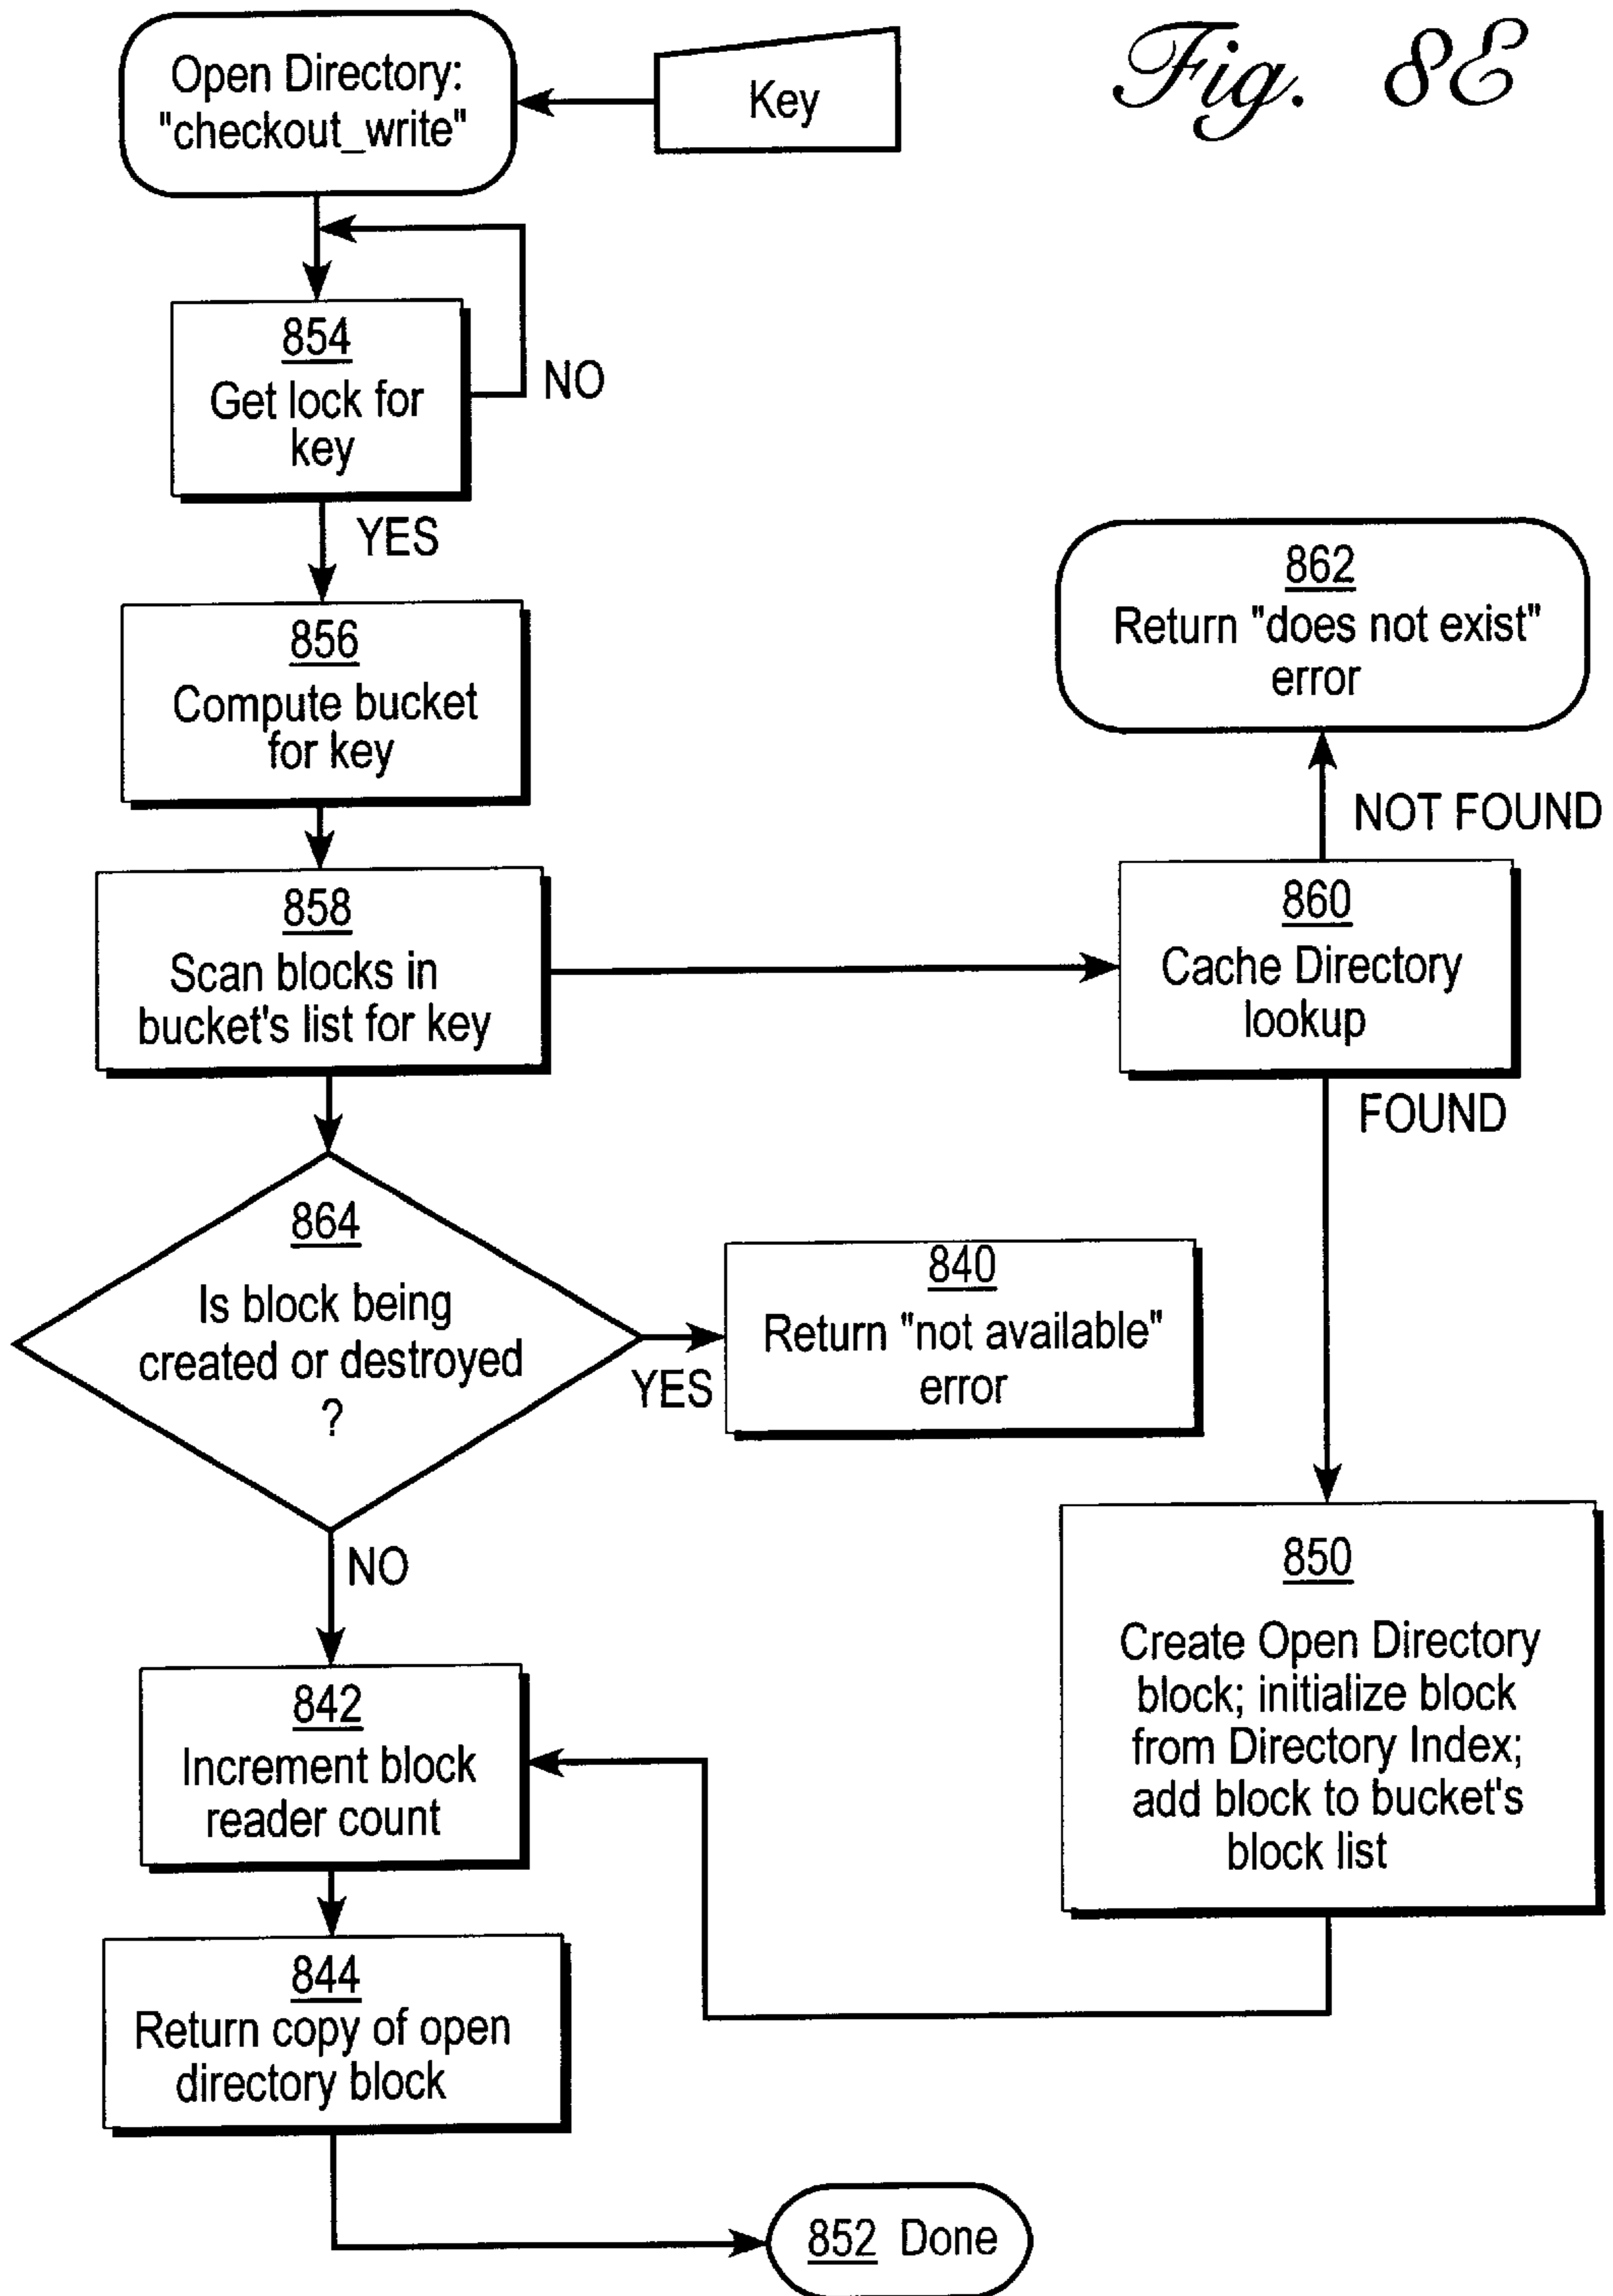 Fig. 8E
Open Directory:
"checkout_write"
Key
854
Get lock for
key
NO
YES
856
Compute bucket
for key
862
Return "does not exist"
error
NOT FOUND
858
Scan blocks in
bucket's list for key
860
Cache Directory
lookup
FOUND
864
Is block being
created or destroyed
?
YES
840
Return "not available"
error
NO
850
Create Open Directory
block; initialize block
from Directory Index;
add block to bucket's
block list
842
Increment block
reader count
844
Return copy of open
directory block
852 Done